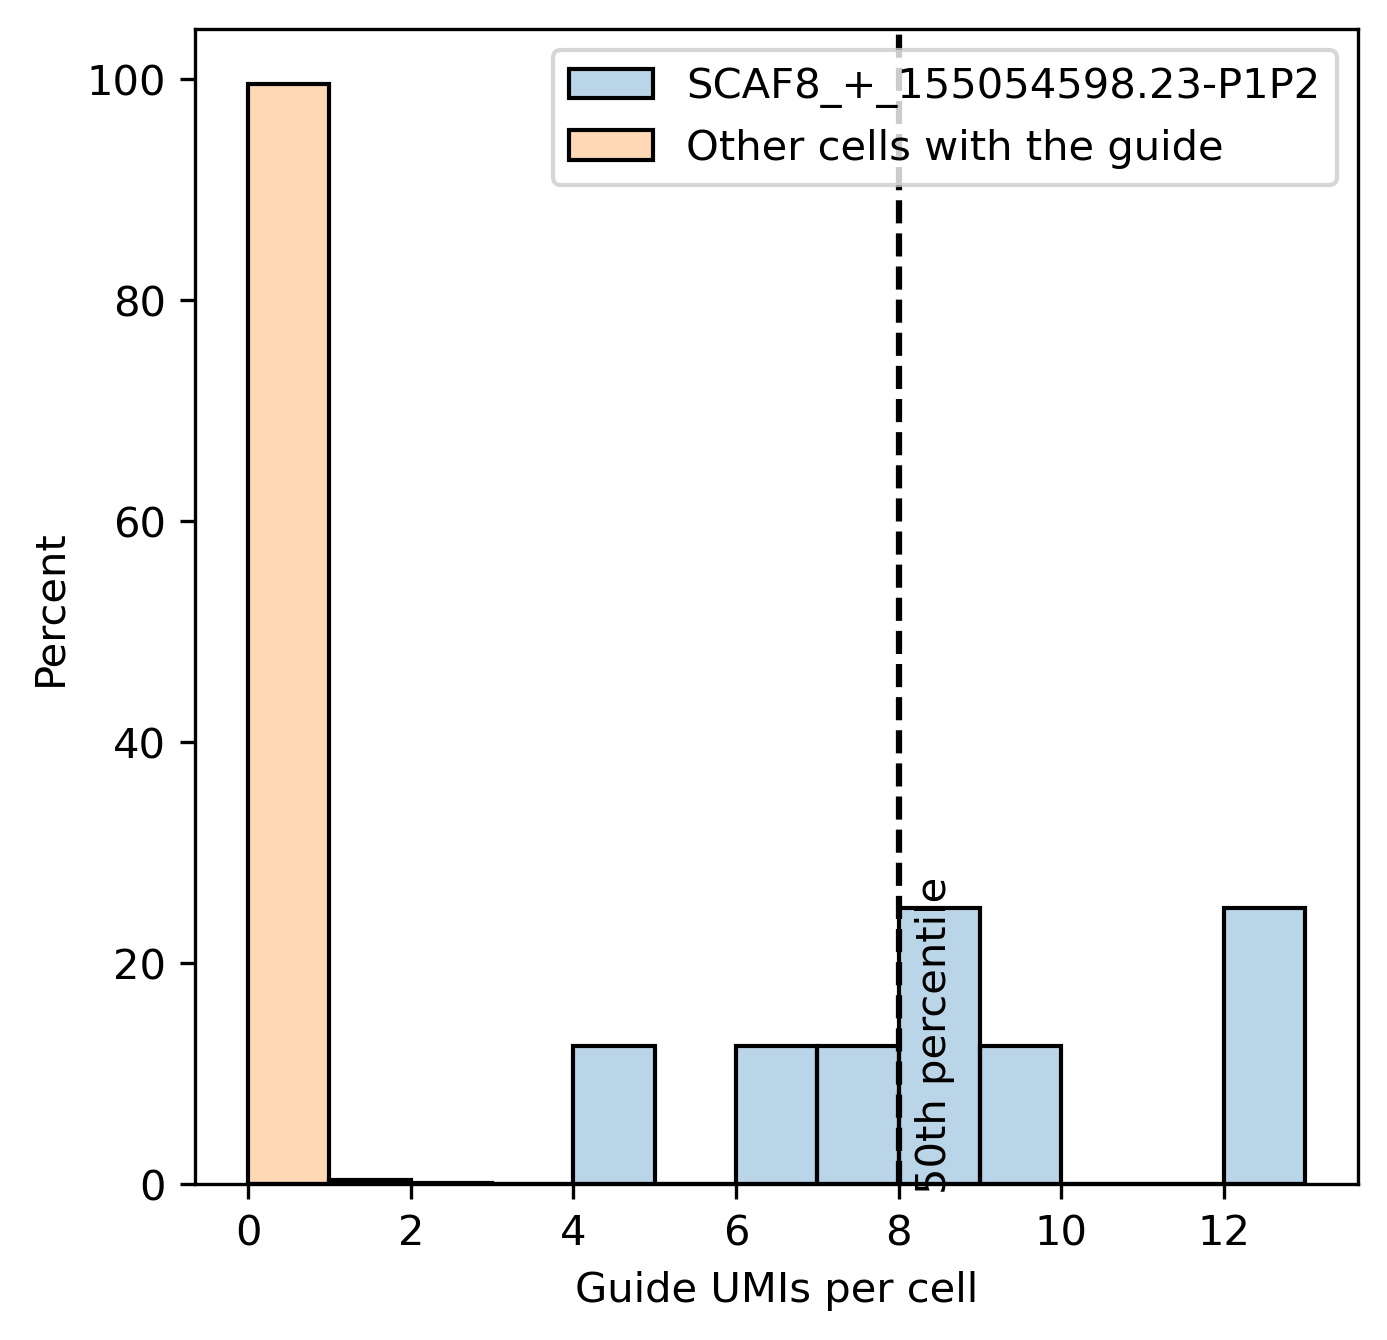 SCAF8_+_155054598.23-P1P2
Other cells with the guide
100
80
60
40
20
0
Percent
50th percentile
0 2 4 6 8 10 12
Guide UMIs per cell